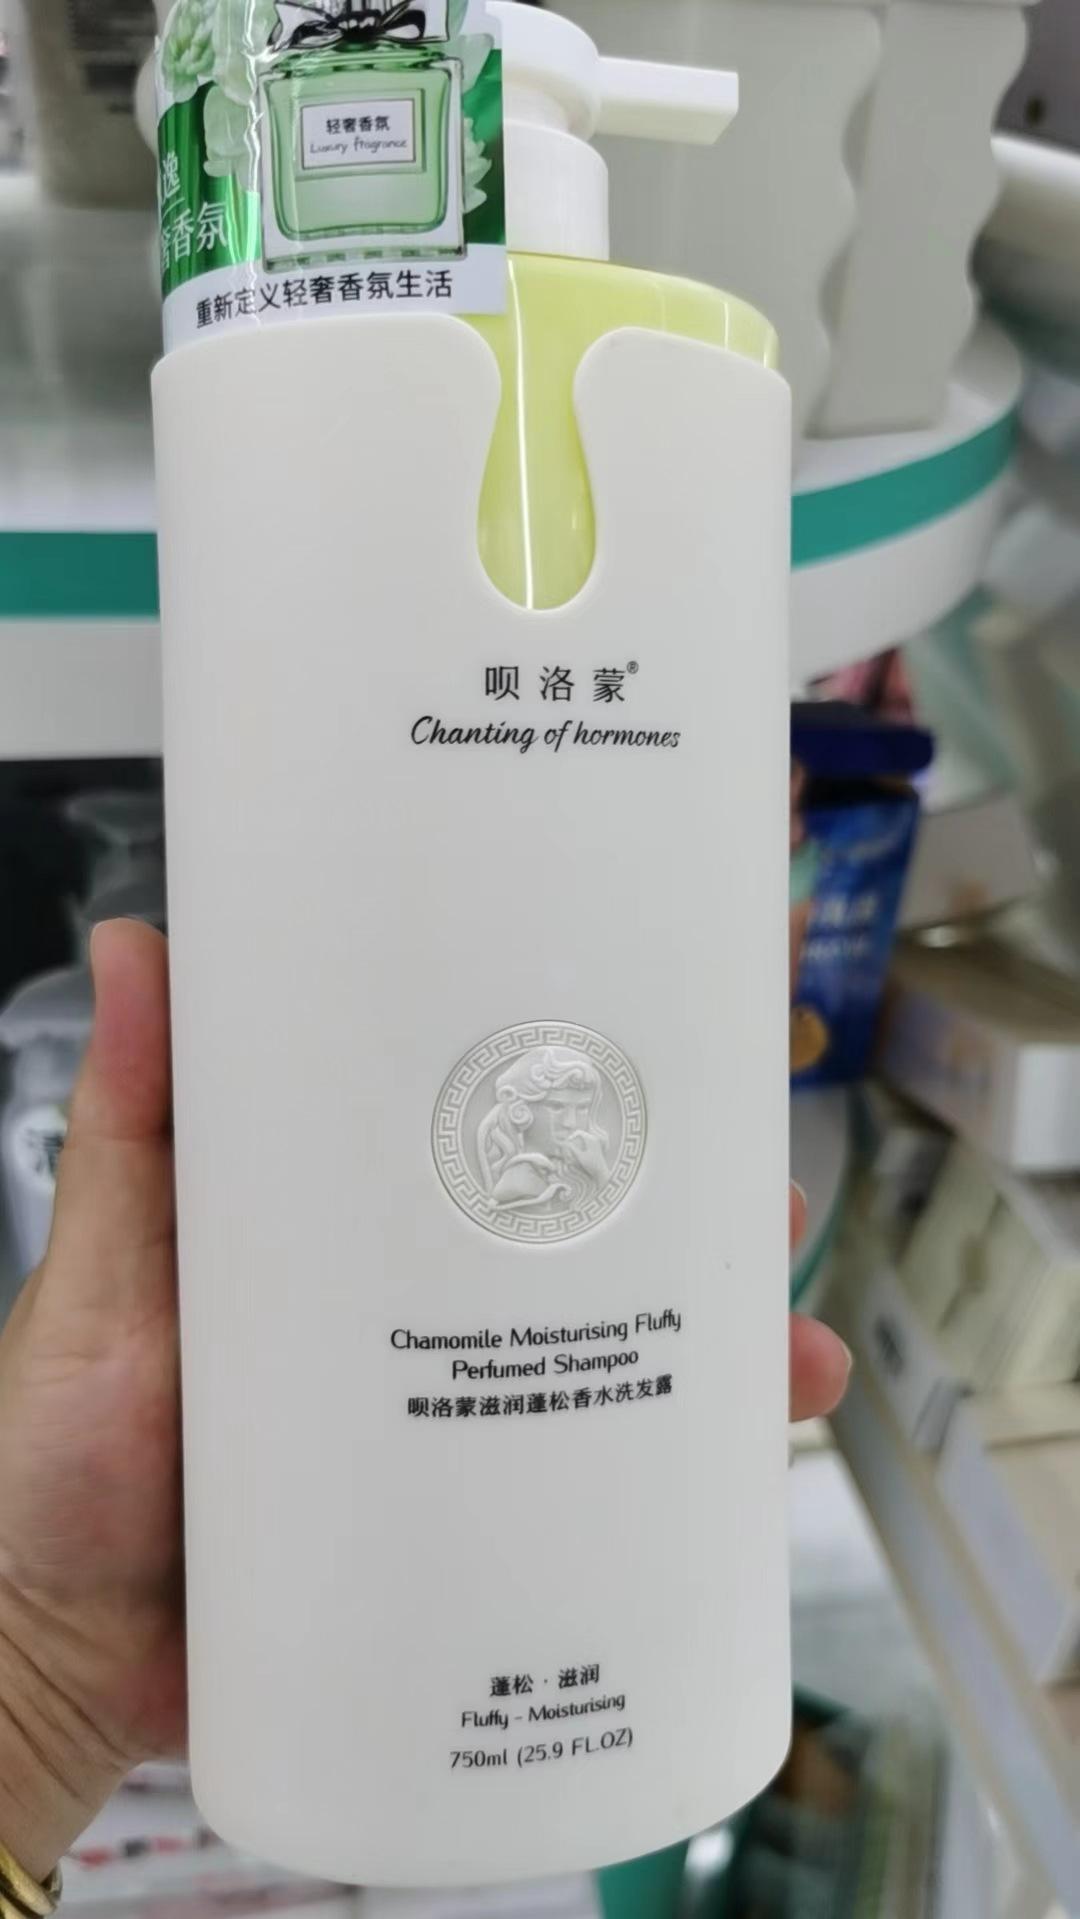 轻奢香氛
Luxury fragrance
逸
奢香氛
重新定义轻奢香氛生活
呗洛蒙®
Chanting of hormones
Chamomile Moisturising Fluffy
Perfumed Shampoo
呗洛蒙滋润蓬松香水洗发露
蓬松·滋润
Fluffy - Moisturising
750ml (25.9 FL.OZ)